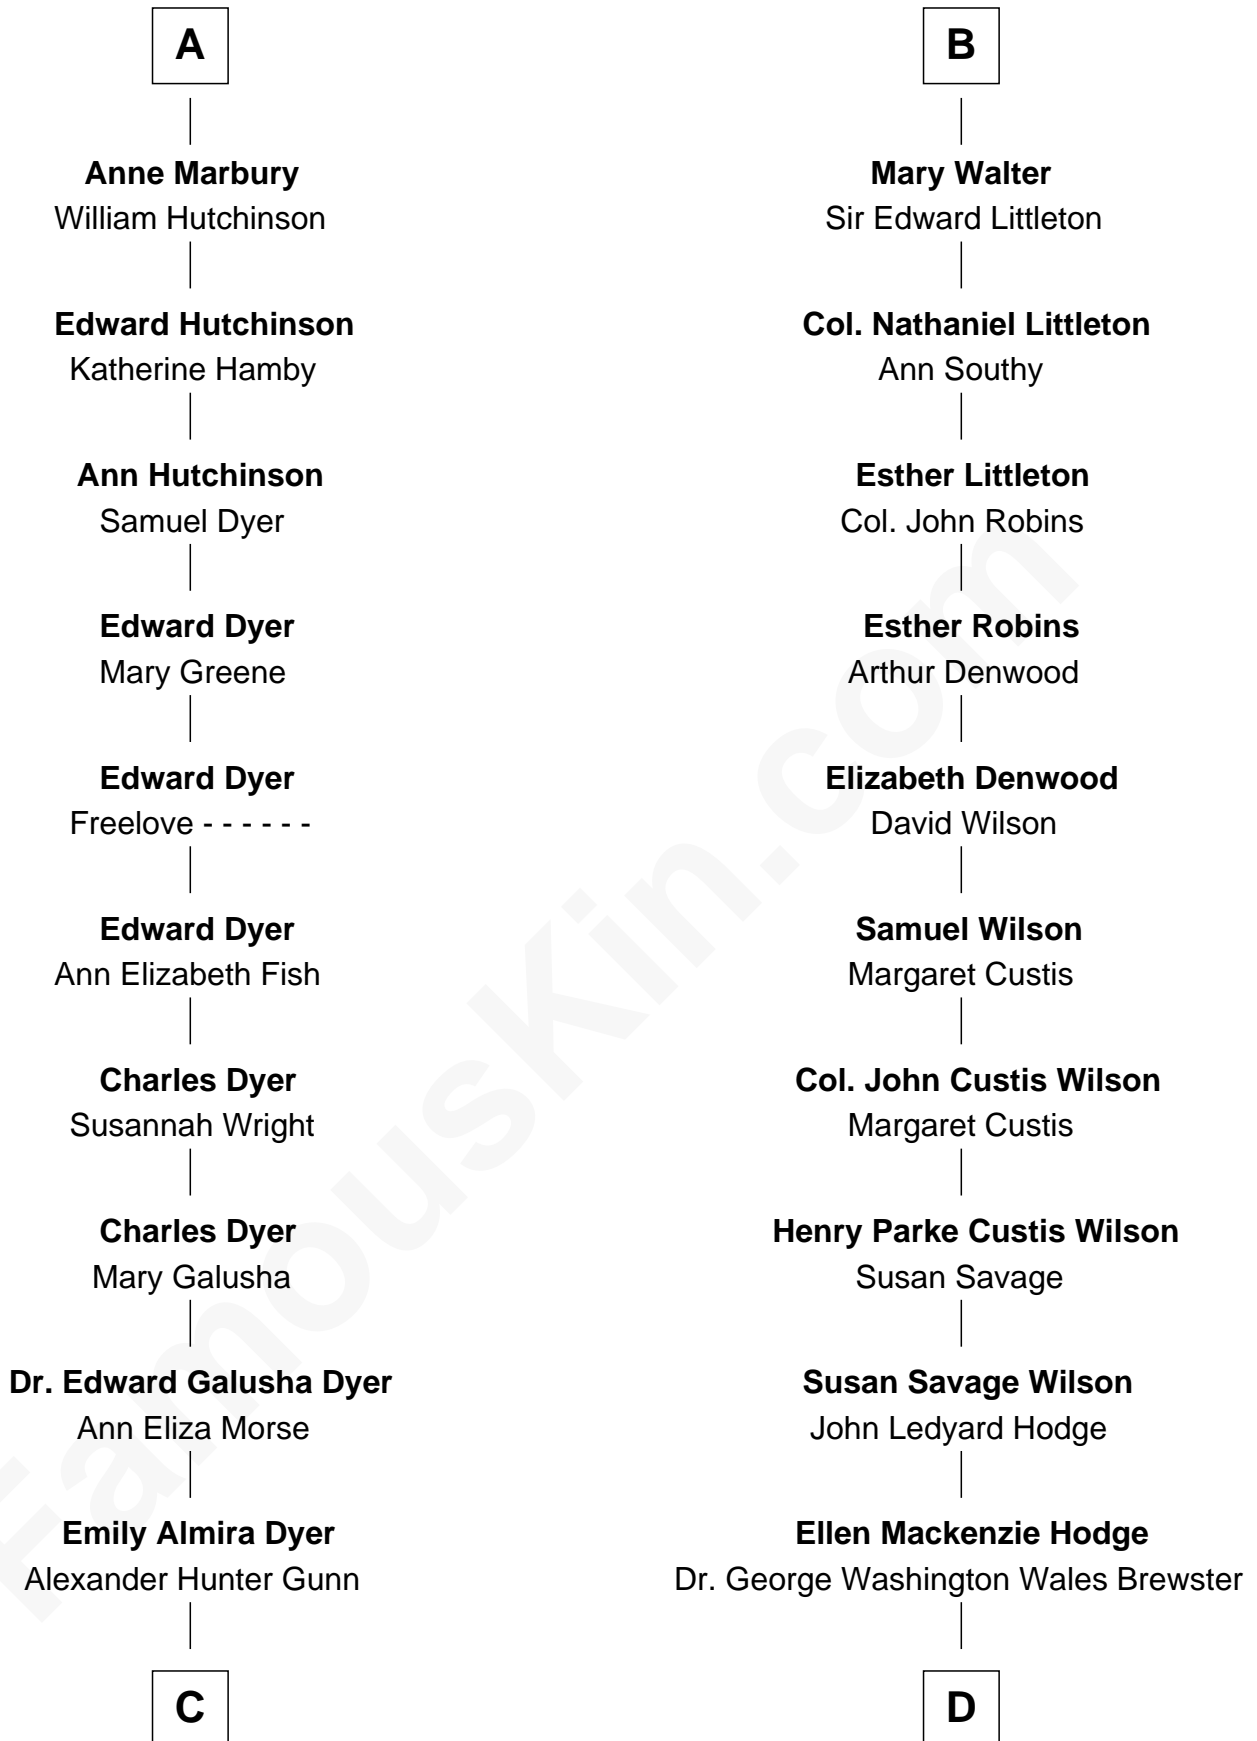 A
Anne Marbury
William Hutchinson
Edward Hutchinson
Katherine Hamby
Ann Hutchinson
Samuel Dyer
Edward Dyer
Mary Greene
Edward Dyer
Freelove - - - - - -
Edward Dyer
Ann Elizabeth Fish
Charles Dyer
Susannah Wright
Charles Dyer
Mary Galusha
Dr. Edward Galusha Dyer
Ann Eliza Morse
Emily Almira Dyer
Alexander Hunter Gunn
C
B
Mary Walter
Sir Edward Littleton
Col. Nathaniel Littleton
Ann Southy
Esther Littleton
Col. John Robins
Esther Robins
Arthur Denwood
Elizabeth Denwood
David Wilson
Samuel Wilson
Margaret Custis
Col. John Custis Wilson
Margaret Custis
Henry Parke Custis Wilson
Susan Savage
Susan Savage Wilson
John Ledyard Hodge
Ellen Mackenzie Hodge
Dr. George Washington Wales Brewster
D
FamousKin.com